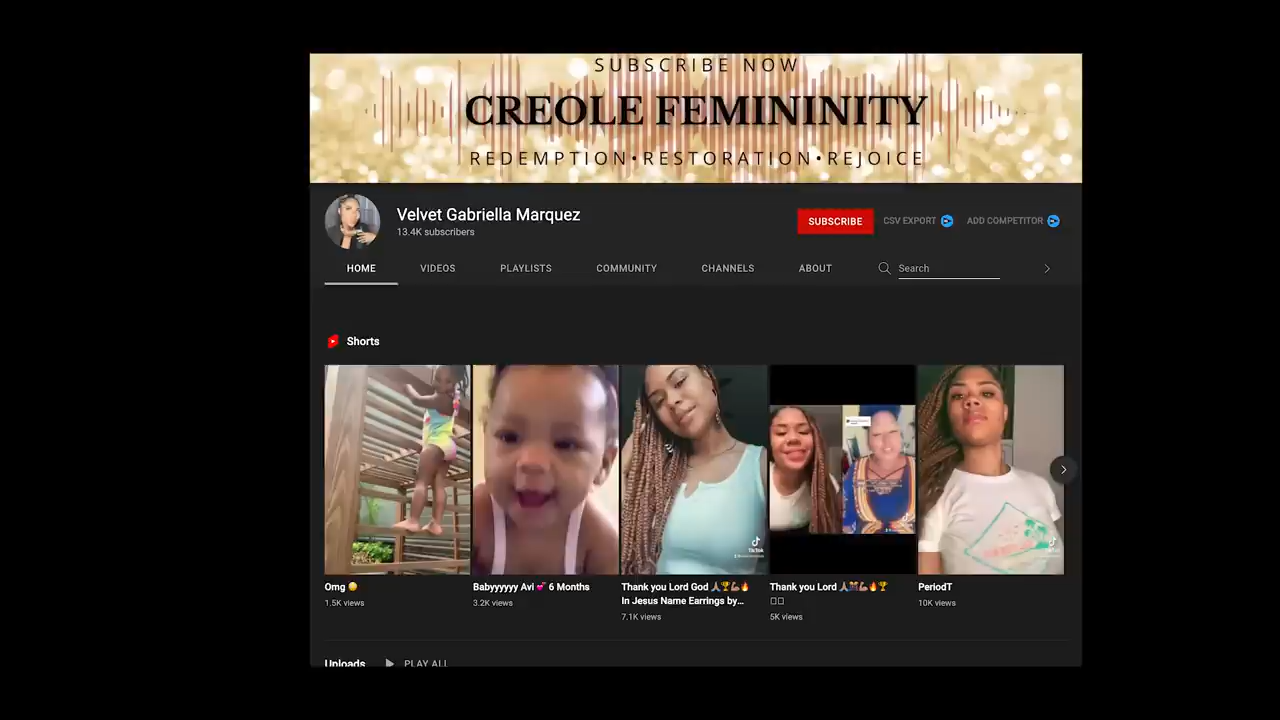 SUBSCRIBE NOW
CREOLE FEMININITY
REDEMPTION•RESTORATION•REJOICE
Velvet Gabriella Marquez
13.4K subscribers
SUBSCRIBE
CSV EXPORT
ADD COMPETITOR
HOME
VIDEOS
PLAYLISTS
COMMUNITY
CHANNELS
ABOUT
Search
Shorts
TikTok
TikTok
Omg 😳
1.5K views
Babyyyyyy Avi 💞 6 Months
3.2K views
Thank you Lord God 🙏🏽🏆💪🏽🔥
In Jesus Name Earrings by...
7.1K views
Thank you Lord
5K views
PeriodT
10K views
Uploads
PLAY ALL